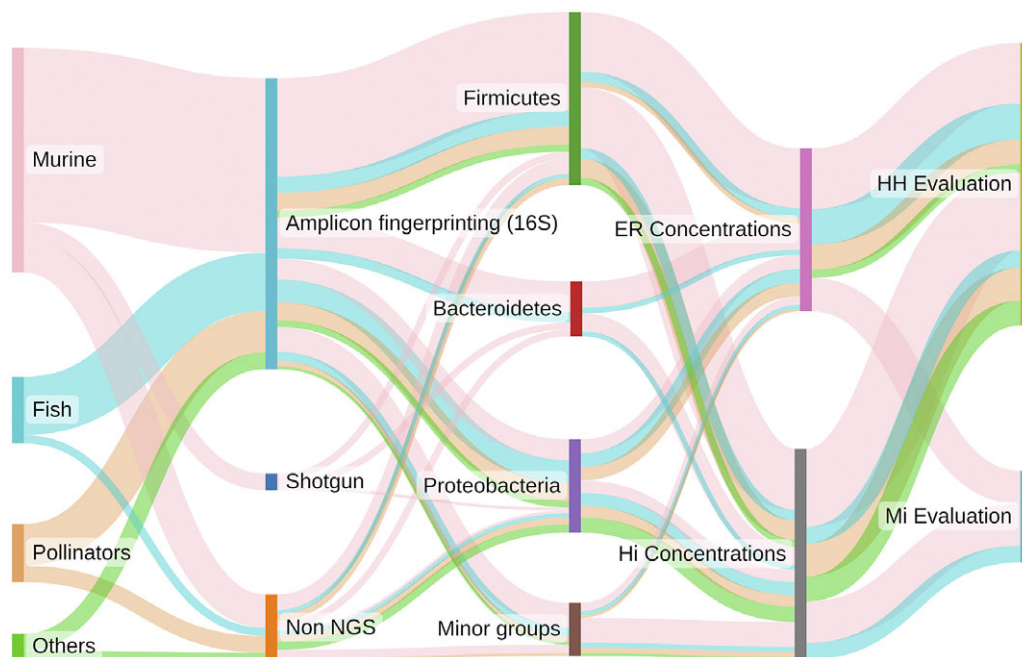 Murine
Fish
Pollinators
Others
Amplicon fingerprinting (16S)
Shotgun
Non NGS
Firmicutes
Bacteroidetes
Proteobacteria
Minor groups
ER Concentrations
Hi Concentrations
HH Evaluation
Mi Evaluation